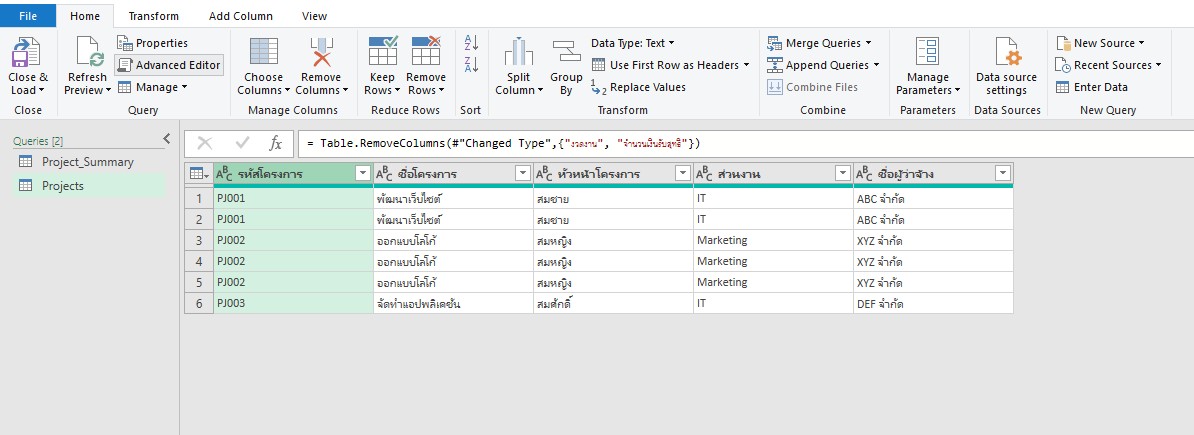 File Home Transform Add Column View
Close & Load Refresh Preview Properties Advanced Editor Manage Choose Columns Remove Columns Keep Rows Remove Rows Split Column Group By Data Type: Text Use First Row as Headers Replace Values Merge Queries Append Queries Combine Files Manage Parameters Data source settings New Source Recent Sources Enter Data
Close Query Manage Columns Reduce Rows Sort Transform Combine Parameters Data Sources New Query
Queries [2]
Project_Summary
Projects
= Table.RemoveColumns(#"Changed Type",{"งวดงาน", "จำนวนเงินรับสุทธิ"})
รหัสโครงการ ชื่อโครงการ หัวหน้าโครงการ ส่วนงาน ชื่อผู้ว่าจ้าง
1 PJ001 พัฒนาเว็บไซต์ สมชาย IT ABC จำกัด
2 PJ001 พัฒนาเว็บไซต์ สมชาย IT ABC จำกัด
3 PJ002 ออกแบบโลโก้ สมหญิง Marketing XYZ จำกัด
4 PJ002 ออกแบบโลโก้ สมหญิง Marketing XYZ จำกัด
5 PJ002 ออกแบบโลโก้ สมหญิง Marketing XYZ จำกัด
6 PJ003 จัดทำแอปพลิเคชัน สมศักดิ์ IT DEF จำกัด